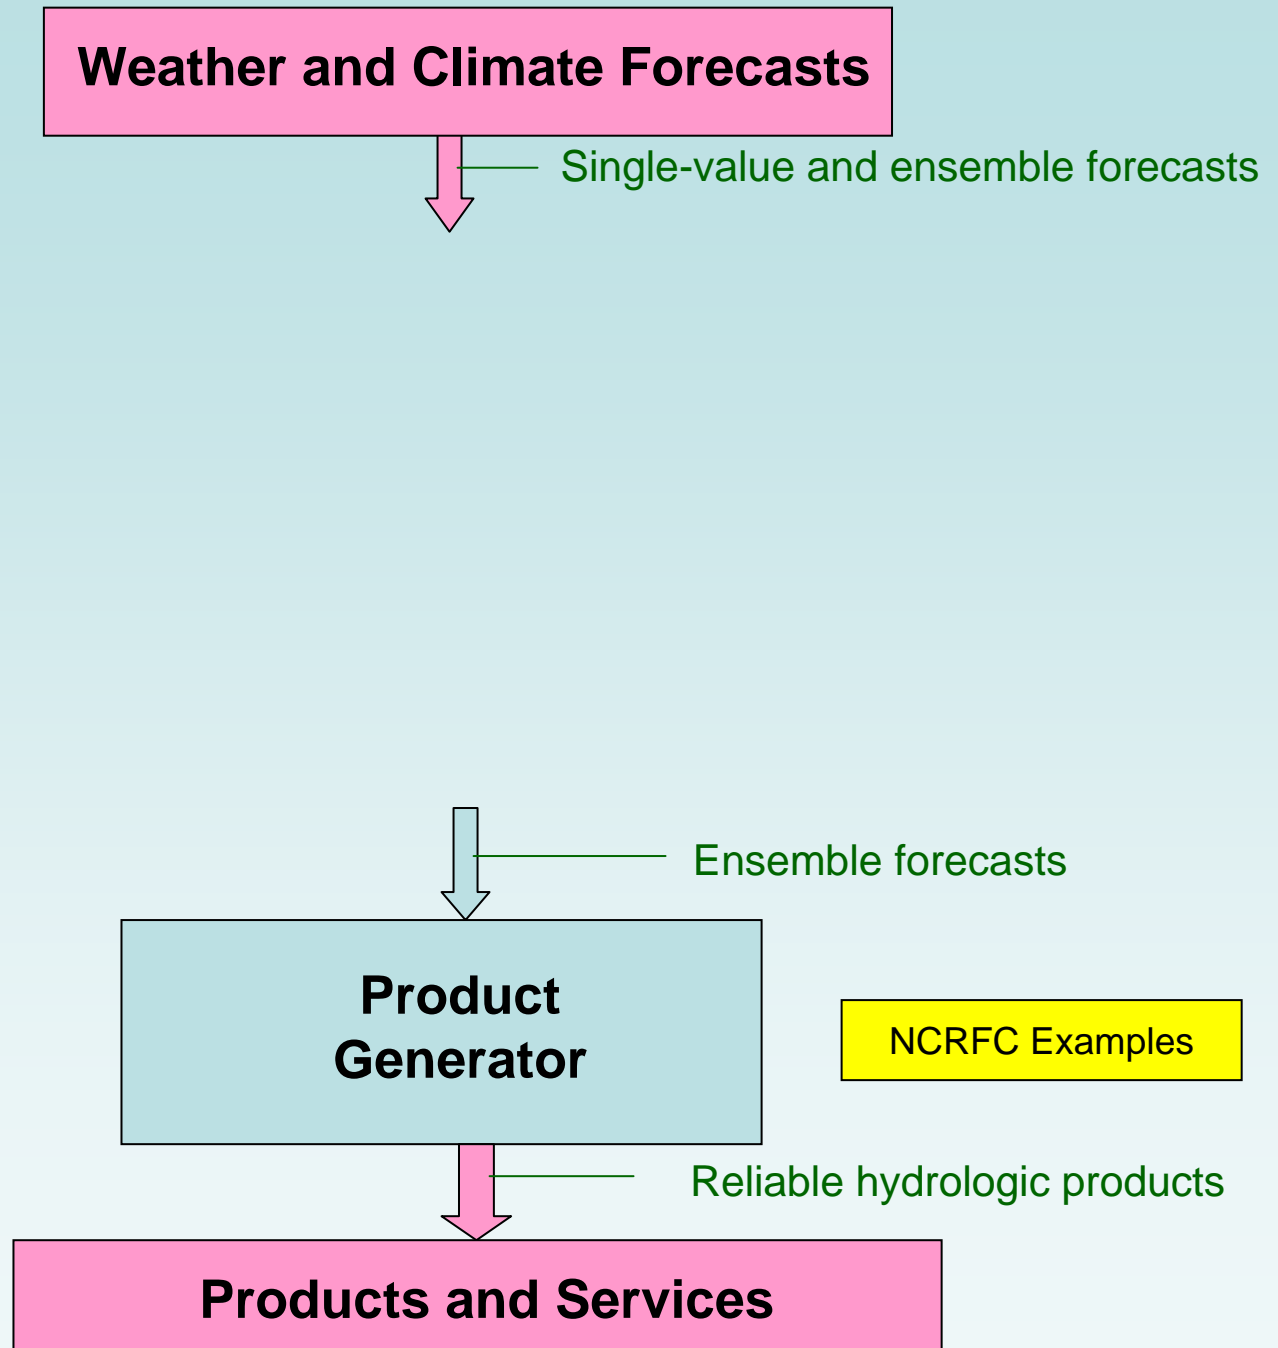 Weather and Climate Forecasts
Single-value and ensemble forecasts
Ensemble forecasts
Product
Generator
NCRFC Examples
Reliable hydrologic products
Products and Services